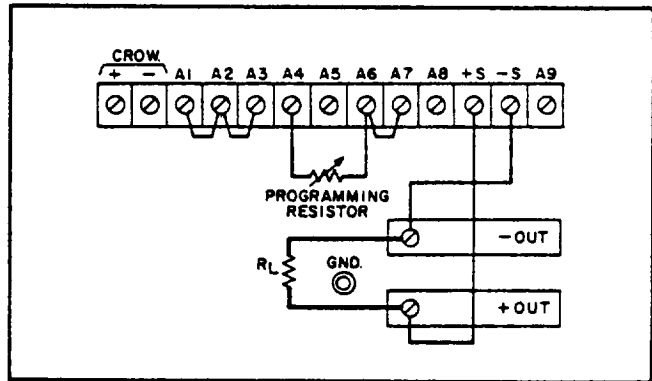 CROW.
+ - A1 A2 A3 A4 A5 A6 A7 A8 +S -S A9
PROGRAMMING
RESISTOR
-OUT
RL
GND.
+OUT